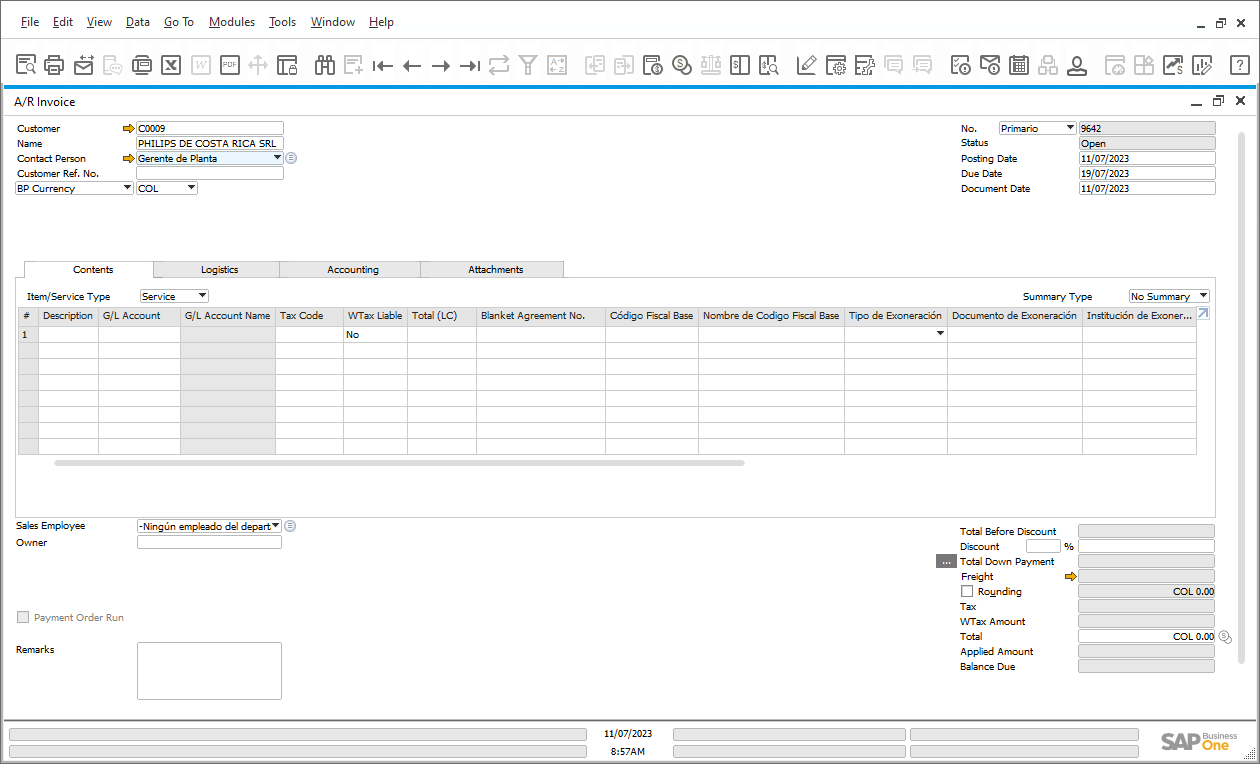 File Edit View Data Go To Modules Tools Window Help
W PDF A Z Z ?
A/R Invoice
Customer C0009
Name PHILIPS DE COSTA RICA SRL
Contact Person Gerente de Planta
Customer Ref. No.
BP Currency COL
No. Primario 9642
Status Open
Posting Date 11/07/2023
Due Date 19/07/2023
Document Date 11/07/2023
Contents Logistics Accounting Attachments
Item/Service Type Service Summary Type No Summary
# Description G/L Account G/L Account Name Tax Code WTax Liable Total (LC) Blanket Agreement No. Código Fiscal Base Nombre de Codigo Fiscal Base Tipo de Exoneración Documento de Exoneración Institución de Exoner...
1 No
Sales Employee -Ningún empleado del depart
Owner
Payment Order Run
Remarks
Total Before Discount
Discount %
... Total Down Payment
Freight
Rounding COL 0.00
Tax
WTax Amount
Total COL 0.00
Applied Amount
Balance Due
11/07/2023
8:57AM
SAP Business One